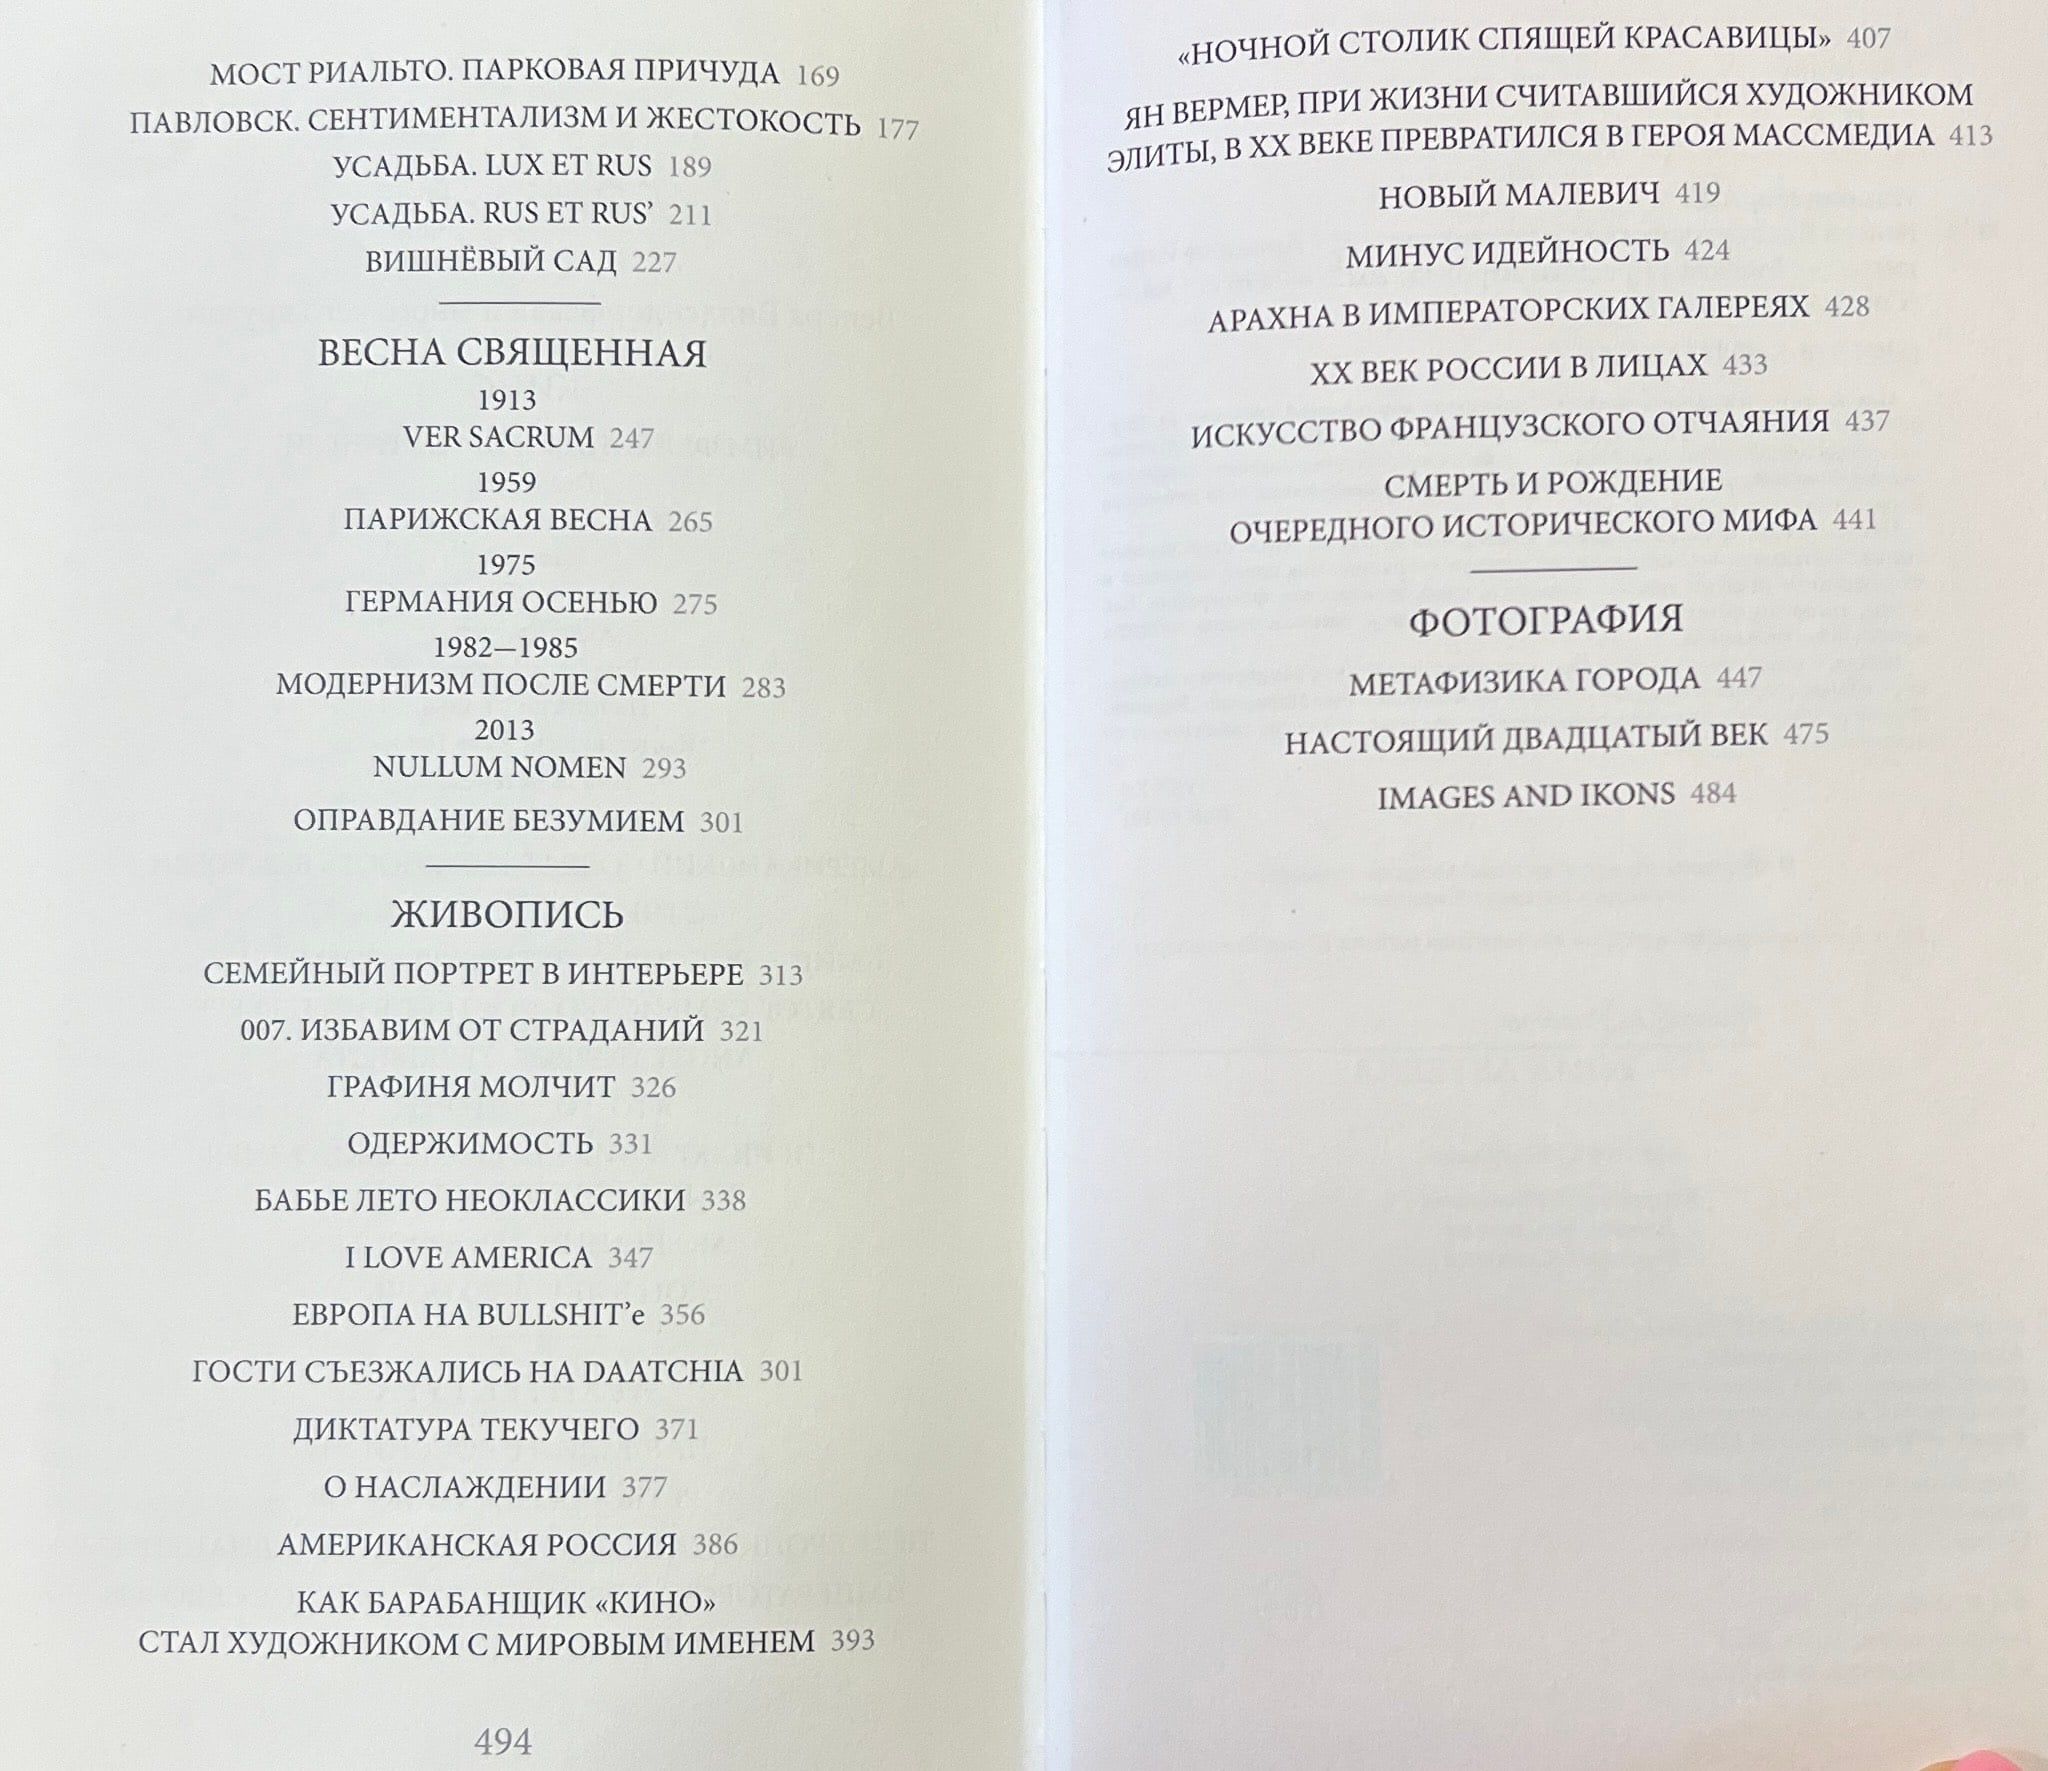 МОСТ РИАЛЬТО. ПАРКОВАЯ ПРИЧУДА 169
ПАВЛОВСК. СЕНТИМЕНТАЛИЗМ И ЖЕСТОКОСТЬ 177
УСАДЬБА. LUX ET RUS 189
УСАДЬБА. RUS ET RUS’ 211
ВИШНЁВЫЙ САД 227
ВЕСНА СВЯЩЕННАЯ
1913
VER SACRUM 247
1959
ПАРИЖСКАЯ ВЕСНА 265
1975
ГЕРМАНИЯ ОСЕНЬЮ 275
1982—1985
МОДЕРНИЗМ ПОСЛЕ СМЕРТИ 283
2013
NULLUM NOMEN 293
ОПРАВДАНИЕ БЕЗУМИЕМ 301
ЖИВОПИСЬ
СЕМЕЙНЫЙ ПОРТРЕТ В ИНТЕРЬЕРЕ 313
007. ИЗБАВИМ ОТ СТРАДАНИЙ 321
ГРАФИНЯ МОЛЧИТ 326
ОДЕРЖИМОСТЬ 331
БАБЬЕ ЛЕТО НЕОКЛАССИКИ 338
I LOVE AMERICA 347
ЕВРОПА НА BULLSHIT’е 356
ГОСТИ СЪЕЗЖАЛИСЬ НА DAATCHIA 301
ДИКТАТУРА ТЕКУЧЕГО 371
О НАСЛАЖДЕНИИ 377
АМЕРИКАНСКАЯ РОССИЯ 386
КАК БАРАБАНЩИК «КИНО»
СТАЛ ХУДОЖНИКОМ С МИРОВЫМ ИМЕНЕМ 393
494
«НОЧНОЙ СТОЛИК СПЯЩЕЙ КРАСАВИЦЫ» 407
ЯН ВЕРМЕР, ПРИ ЖИЗНИ СЧИТАВШИЙСЯ ХУДОЖНИКОМ
ЭЛИТЫ, В XX ВЕКЕ ПРЕВРАТИЛСЯ В ГЕРОЯ МАССМЕДИА 413
НОВЫЙ МАЛЕВИЧ 419
МИНУС ИДЕЙНОСТЬ 424
АРАХНА В ИМПЕРАТОРСКИХ ГАЛЕРЕЯХ 428
XX ВЕК РОССИИ В ЛИЦАХ 433
ИСКУССТВО ФРАНЦУЗСКОГО ОТЧАЯНИЯ 437
СМЕРТЬ И РОЖДЕНИЕ
ОЧЕРЕДНОГО ИСТОРИЧЕСКОГО МИФА 441
ФОТОГРАФИЯ
МЕТАФИЗИКА ГОРОДА 447
НАСТОЯЩИЙ ДВАДЦАТЫЙ ВЕК 475
IMAGES AND IKONS 484